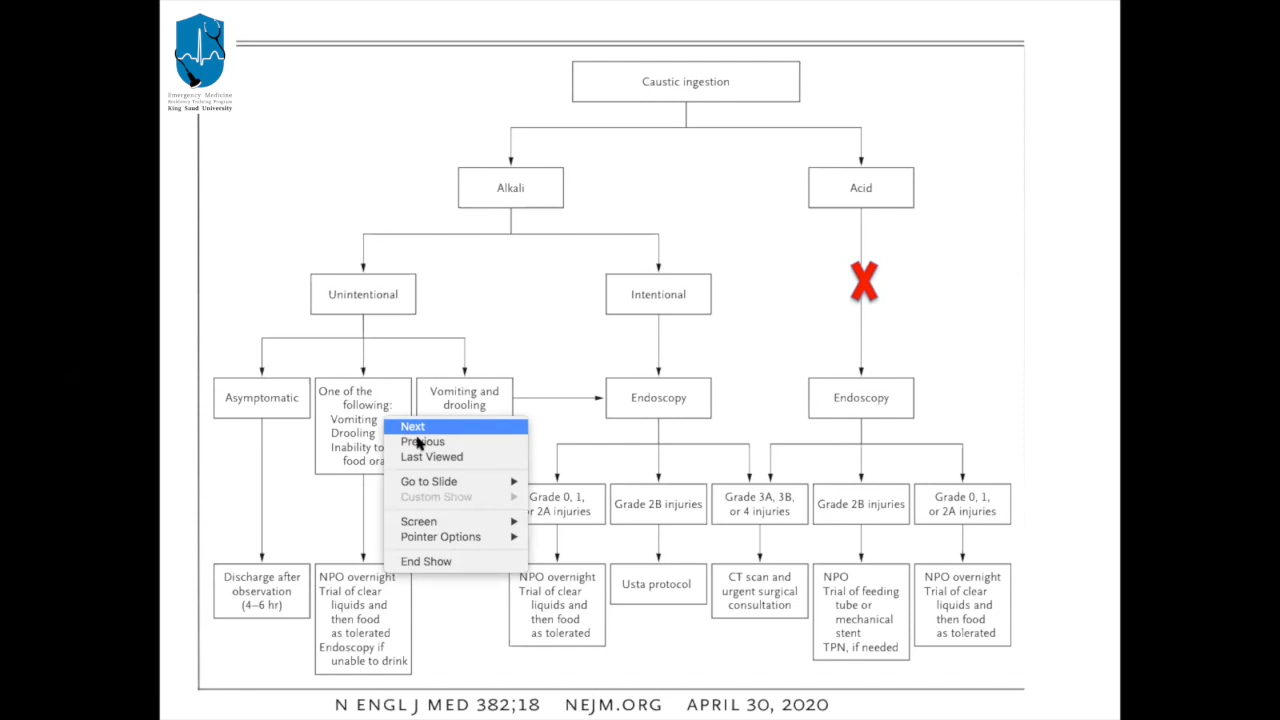 Emergency Medicine
Residency Training Program
King Saud University
Caustic ingestion
Alkali
Acid
Unintentional
Intentional
Asymptomatic
One of the
following:
Vomiting
Drooling
Inability to
food ora
Vomiting and
drooling
Endoscopy
Endoscopy
Next
Previous
Last Viewed
Go to Slide
Custom Show
Screen
Pointer Options
End Show
Grade 0, 1,
or 2A injuries
Grade 2B injuries
Grade 3A, 3B,
or 4 injuries
Grade 2B injuries
Grade 0, 1,
or 2A injuries
Discharge after
observation
(4–6 hr)
NPO overnight
Trial of clear
liquids and
then food
as tolerated
Endoscopy if
unable to drink
NPO overnight
Trial of clear
liquids and
then food
as tolerated
Usta protocol
CT scan and
urgent surgical
consultation
NPO
Trial of feeding
tube or
mechanical
stent
TPN, if needed
NPO overnight
Trial of clear
liquids and
then food
as tolerated
N ENGL J MED 382;18 NEJM.ORG APRIL 30, 2020